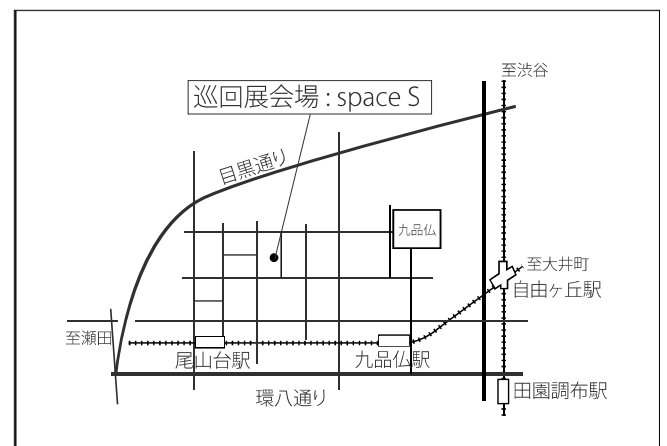 至渋谷
巡回展会場 : space S
目黒通り
九品仏
至大井町
自由ヶ丘駅
至瀬田
尾山台駅
九品仏駅
環八通り
田園調布駅